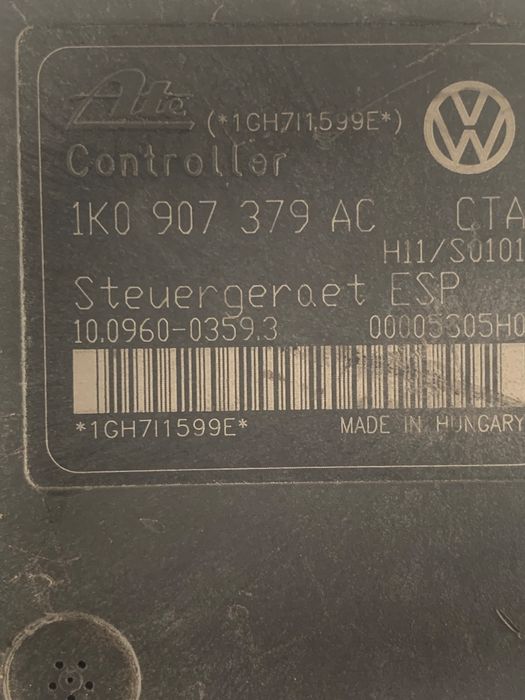 Ate (*1GH7I1599E*) VW
Controller
1K0 907 379 AC CTA
H11/S0101
Steuergeraet ESP
10.0960-0359.3 00005305H0
*1GH7I1599E* MADE IN HUNGARY